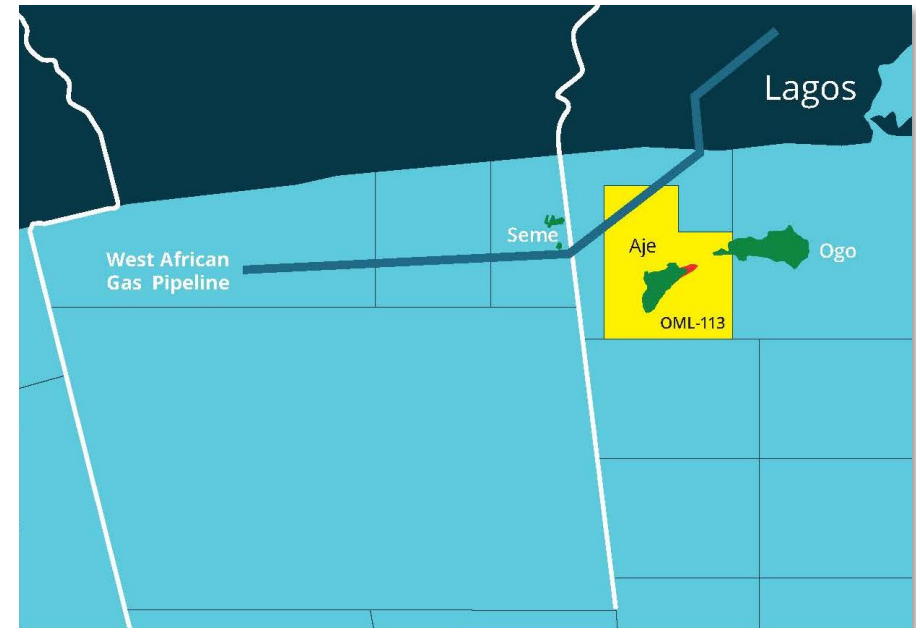 Lagos
Seme
Aje
Ogo
West African
Gas Pipeline
OML-113